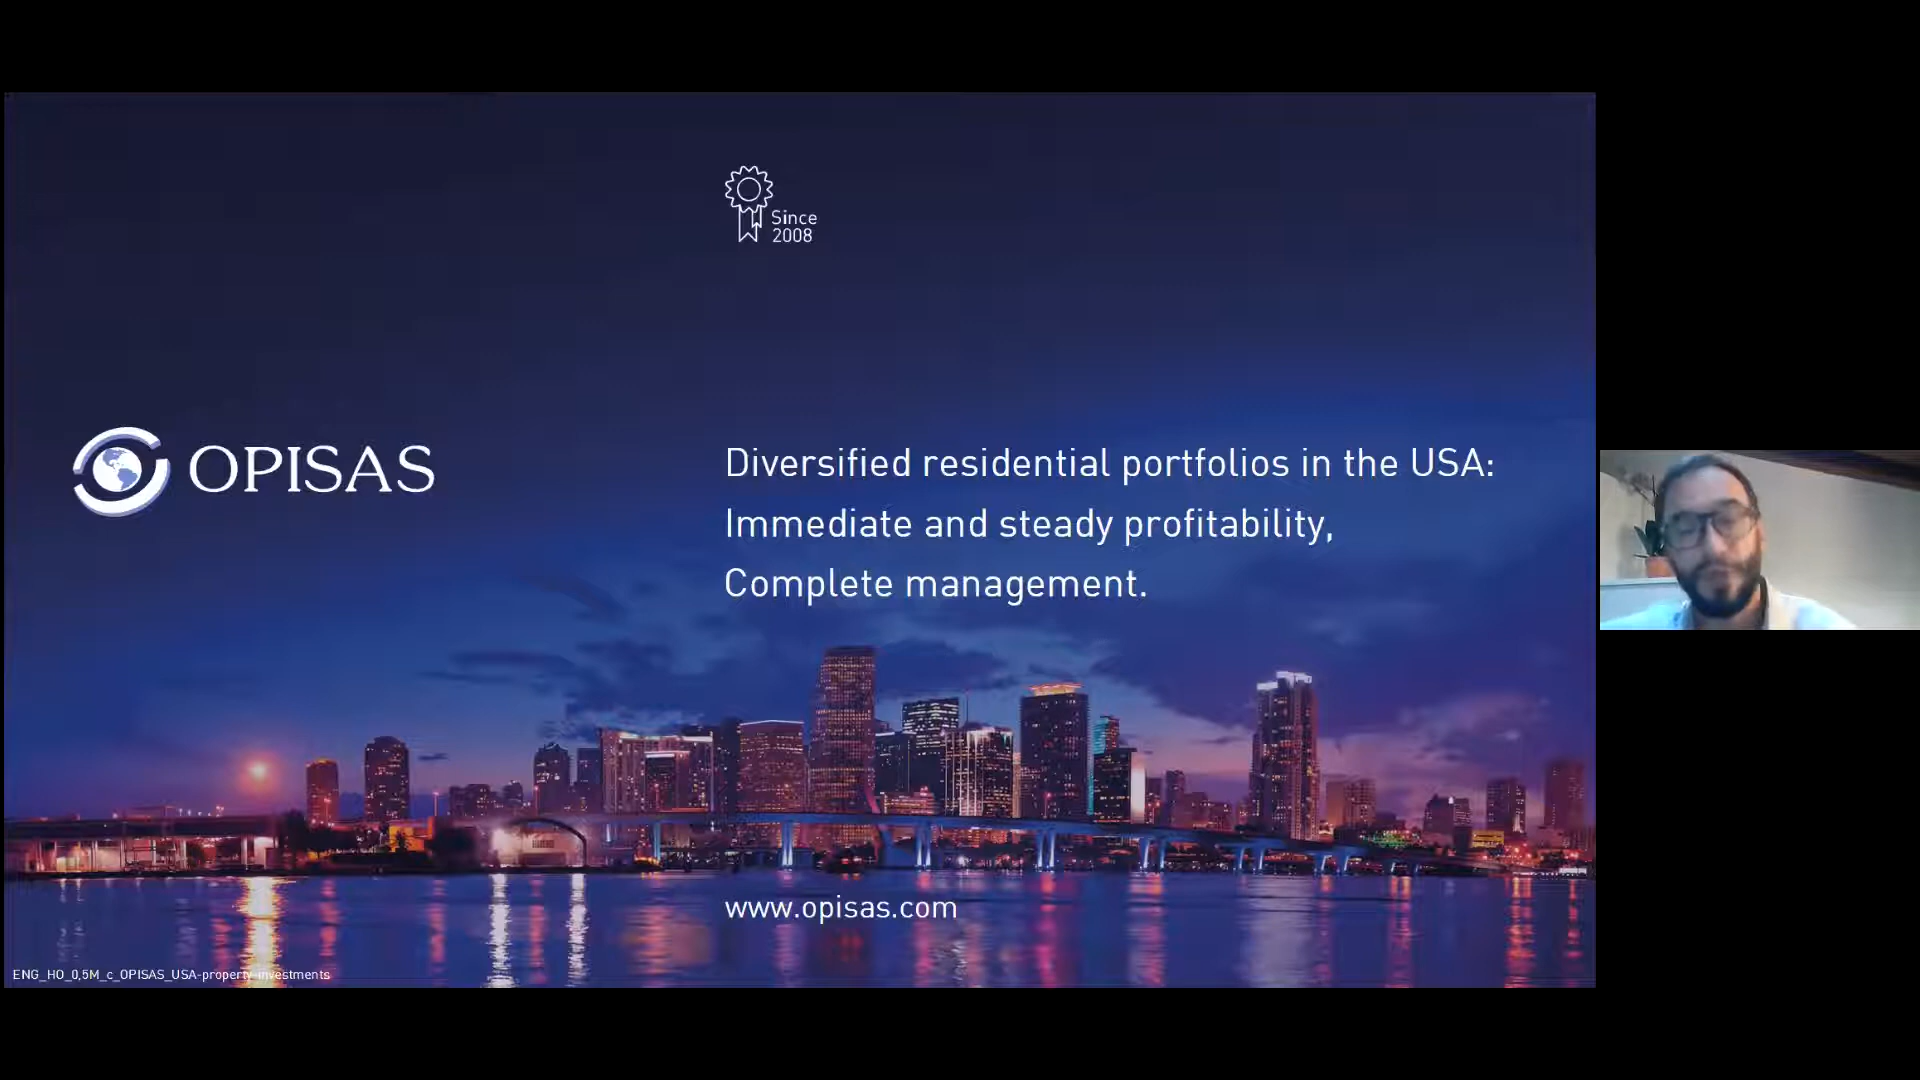 Since
2008
OPISAS
Diversified residential portfolios in the USA:
Immediate and steady profitability,
Complete management.
www.opisas.com
ENG_HO_0,5M_c_OPISAS_USA-property-investments